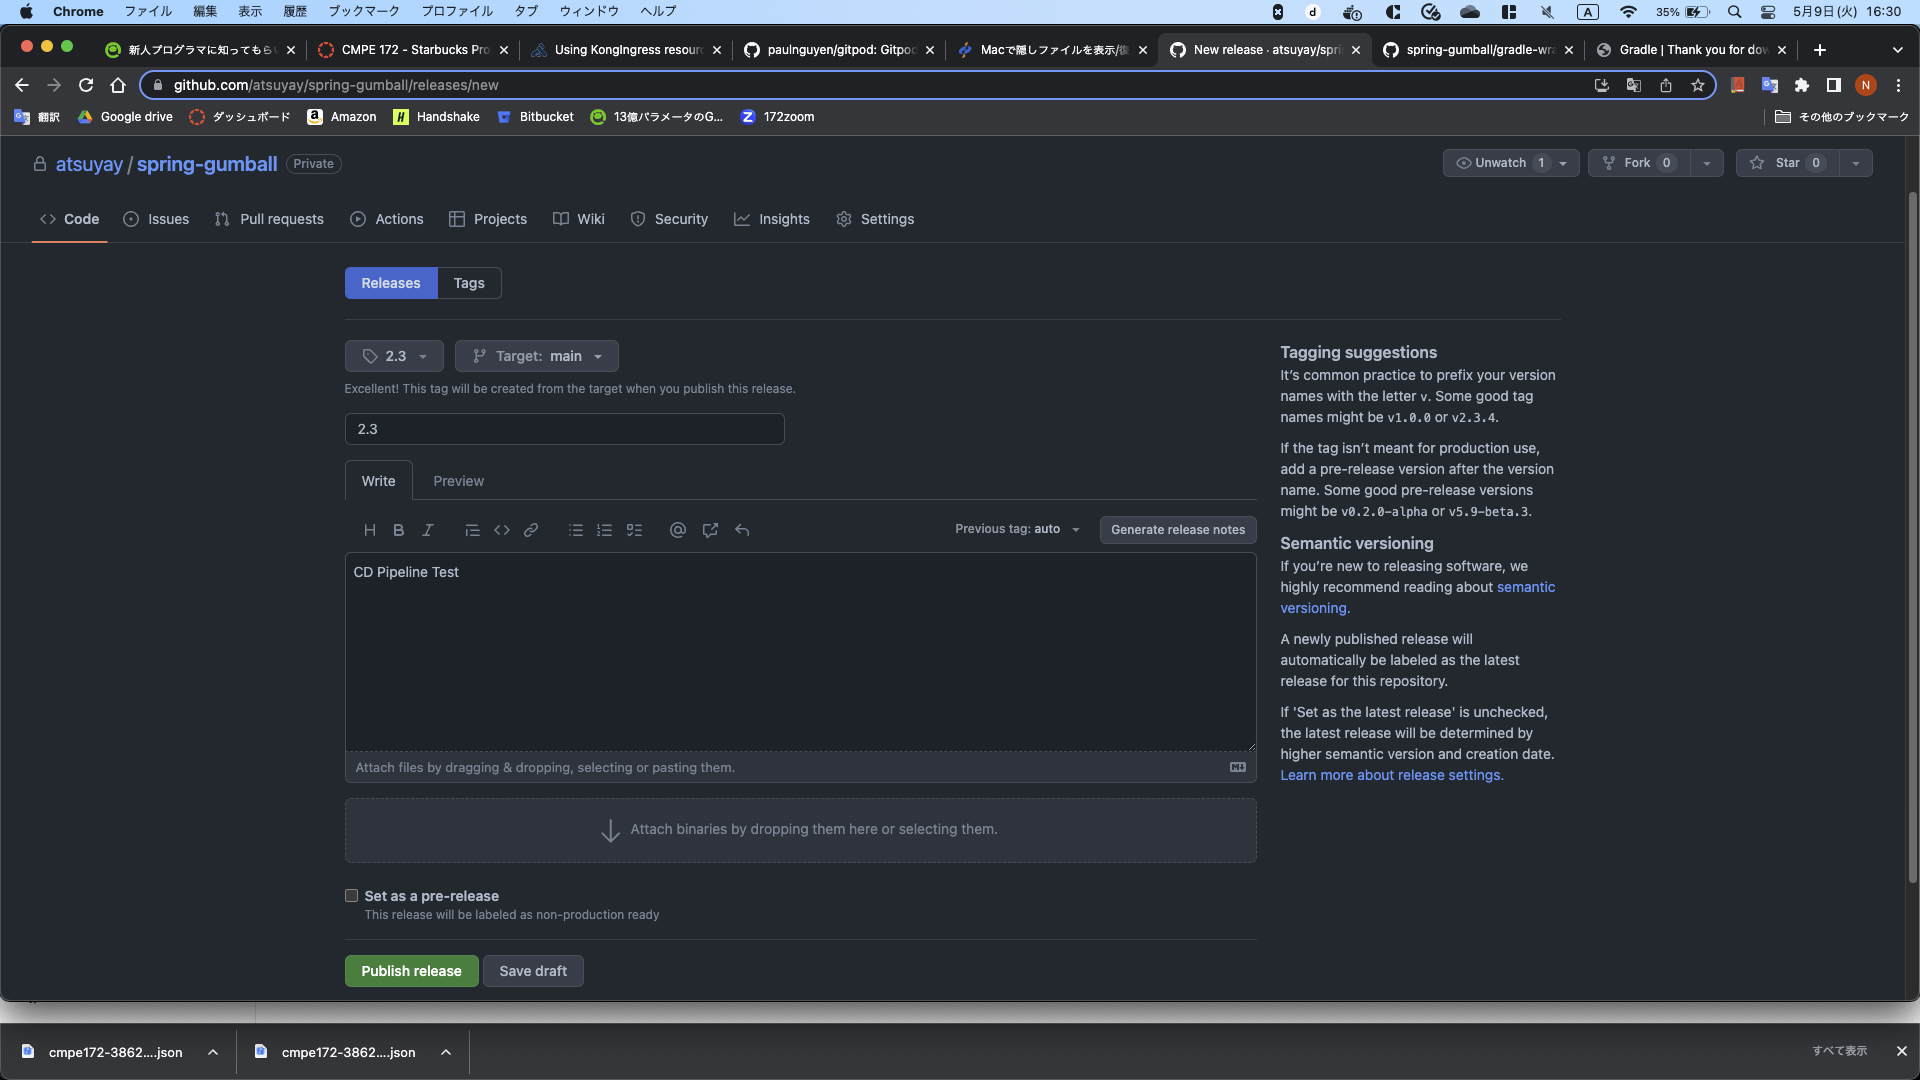 Chrome ファイル 編集 表示 履歴 ブックマーク プロファイル タブ ウィンドウ ヘルプ d A 35% 5月9日(火) 16:30
新人プログラマに知ってもらい CMPE 172 - Starbucks Pro Using KongIngress resourc paulnguyen/gitpod: Gitpod Macで隠しファイルを表示/復 New release · atsuyay/sprin spring-gumball/gradle-wra Gradle | Thank you for dow
github.com/atsuyay/spring-gumball/releases/new N
翻訳 Google drive ダッシュボード Amazon Handshake Bitbucket 13億パラメータのG... 172zoom その他のブックマーク
atsuyay / spring-gumball Private Unwatch 1 Fork 0 Star 0
Code Issues Pull requests Actions Projects Wiki Security Insights Settings
Releases Tags
2.3 Target: main
Excellent! This tag will be created from the target when you publish this release.
2.3
Write Preview
H B I Previous tag: auto Generate release notes
CD Pipeline Test
Attach files by dragging & dropping, selecting or pasting them.
Attach binaries by dropping them here or selecting them.
Set as a pre-release
This release will be labeled as non-production ready
Publish release Save draft
Tagging suggestions
It's common practice to prefix your version
names with the letter v. Some good tag
names might be v1.0.0 or v2.3.4.
If the tag isn't meant for production use,
add a pre-release version after the version
name. Some good pre-release versions
might be v0.2.0-alpha or v5.9-beta.3.
Semantic versioning
If you're new to releasing software, we
highly recommend reading about semantic
versioning.
A newly published release will
automatically be labeled as the latest
release for this repository.
If 'Set as the latest release' is unchecked,
the latest release will be determined by
higher semantic version and creation date.
Learn more about release settings.
cmpe172-3862....json cmpe172-3862....json すべて表示